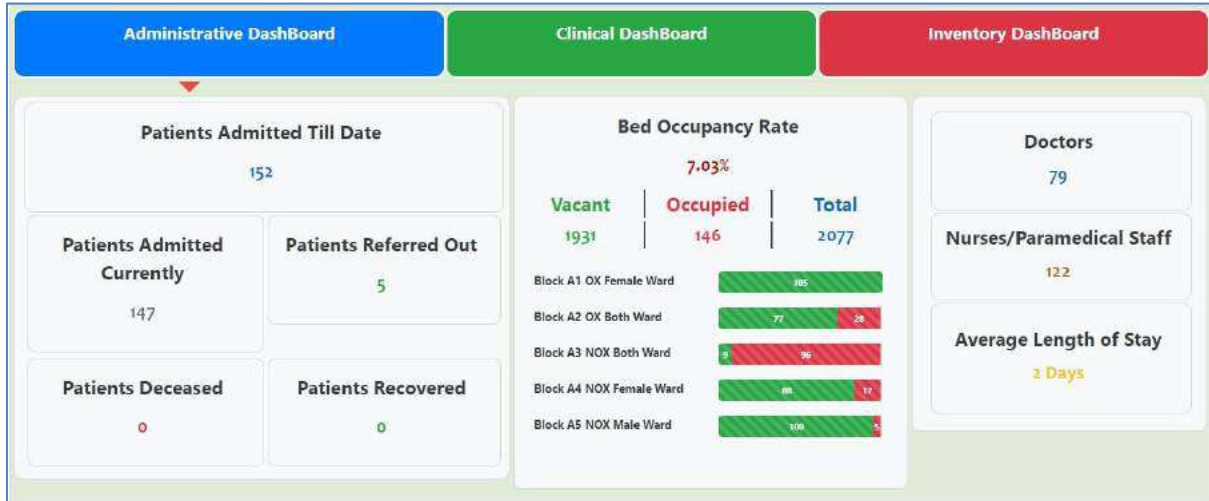 Administrative DashBoard
Clinical DashBoard
Inventory DashBoard
Patients Admitted Till Date
152
Patients Admitted
Currently
147
Patients Referred Out
5
Patients Deceased
0
Patients Recovered
0
Bed Occupancy Rate
7.03%
Vacant Occupied Total
1931 146 2077
Block A1 OX Female Ward 105
Block A2 OX Both Ward 77 28
Block A3 NOX Both Ward 9 96
Block A4 NOX Female Ward 88 17
Block A5 NOX Male Ward 100 5
Doctors
79
Nurses/Paramedical Staff
122
Average Length of Stay
2 Days